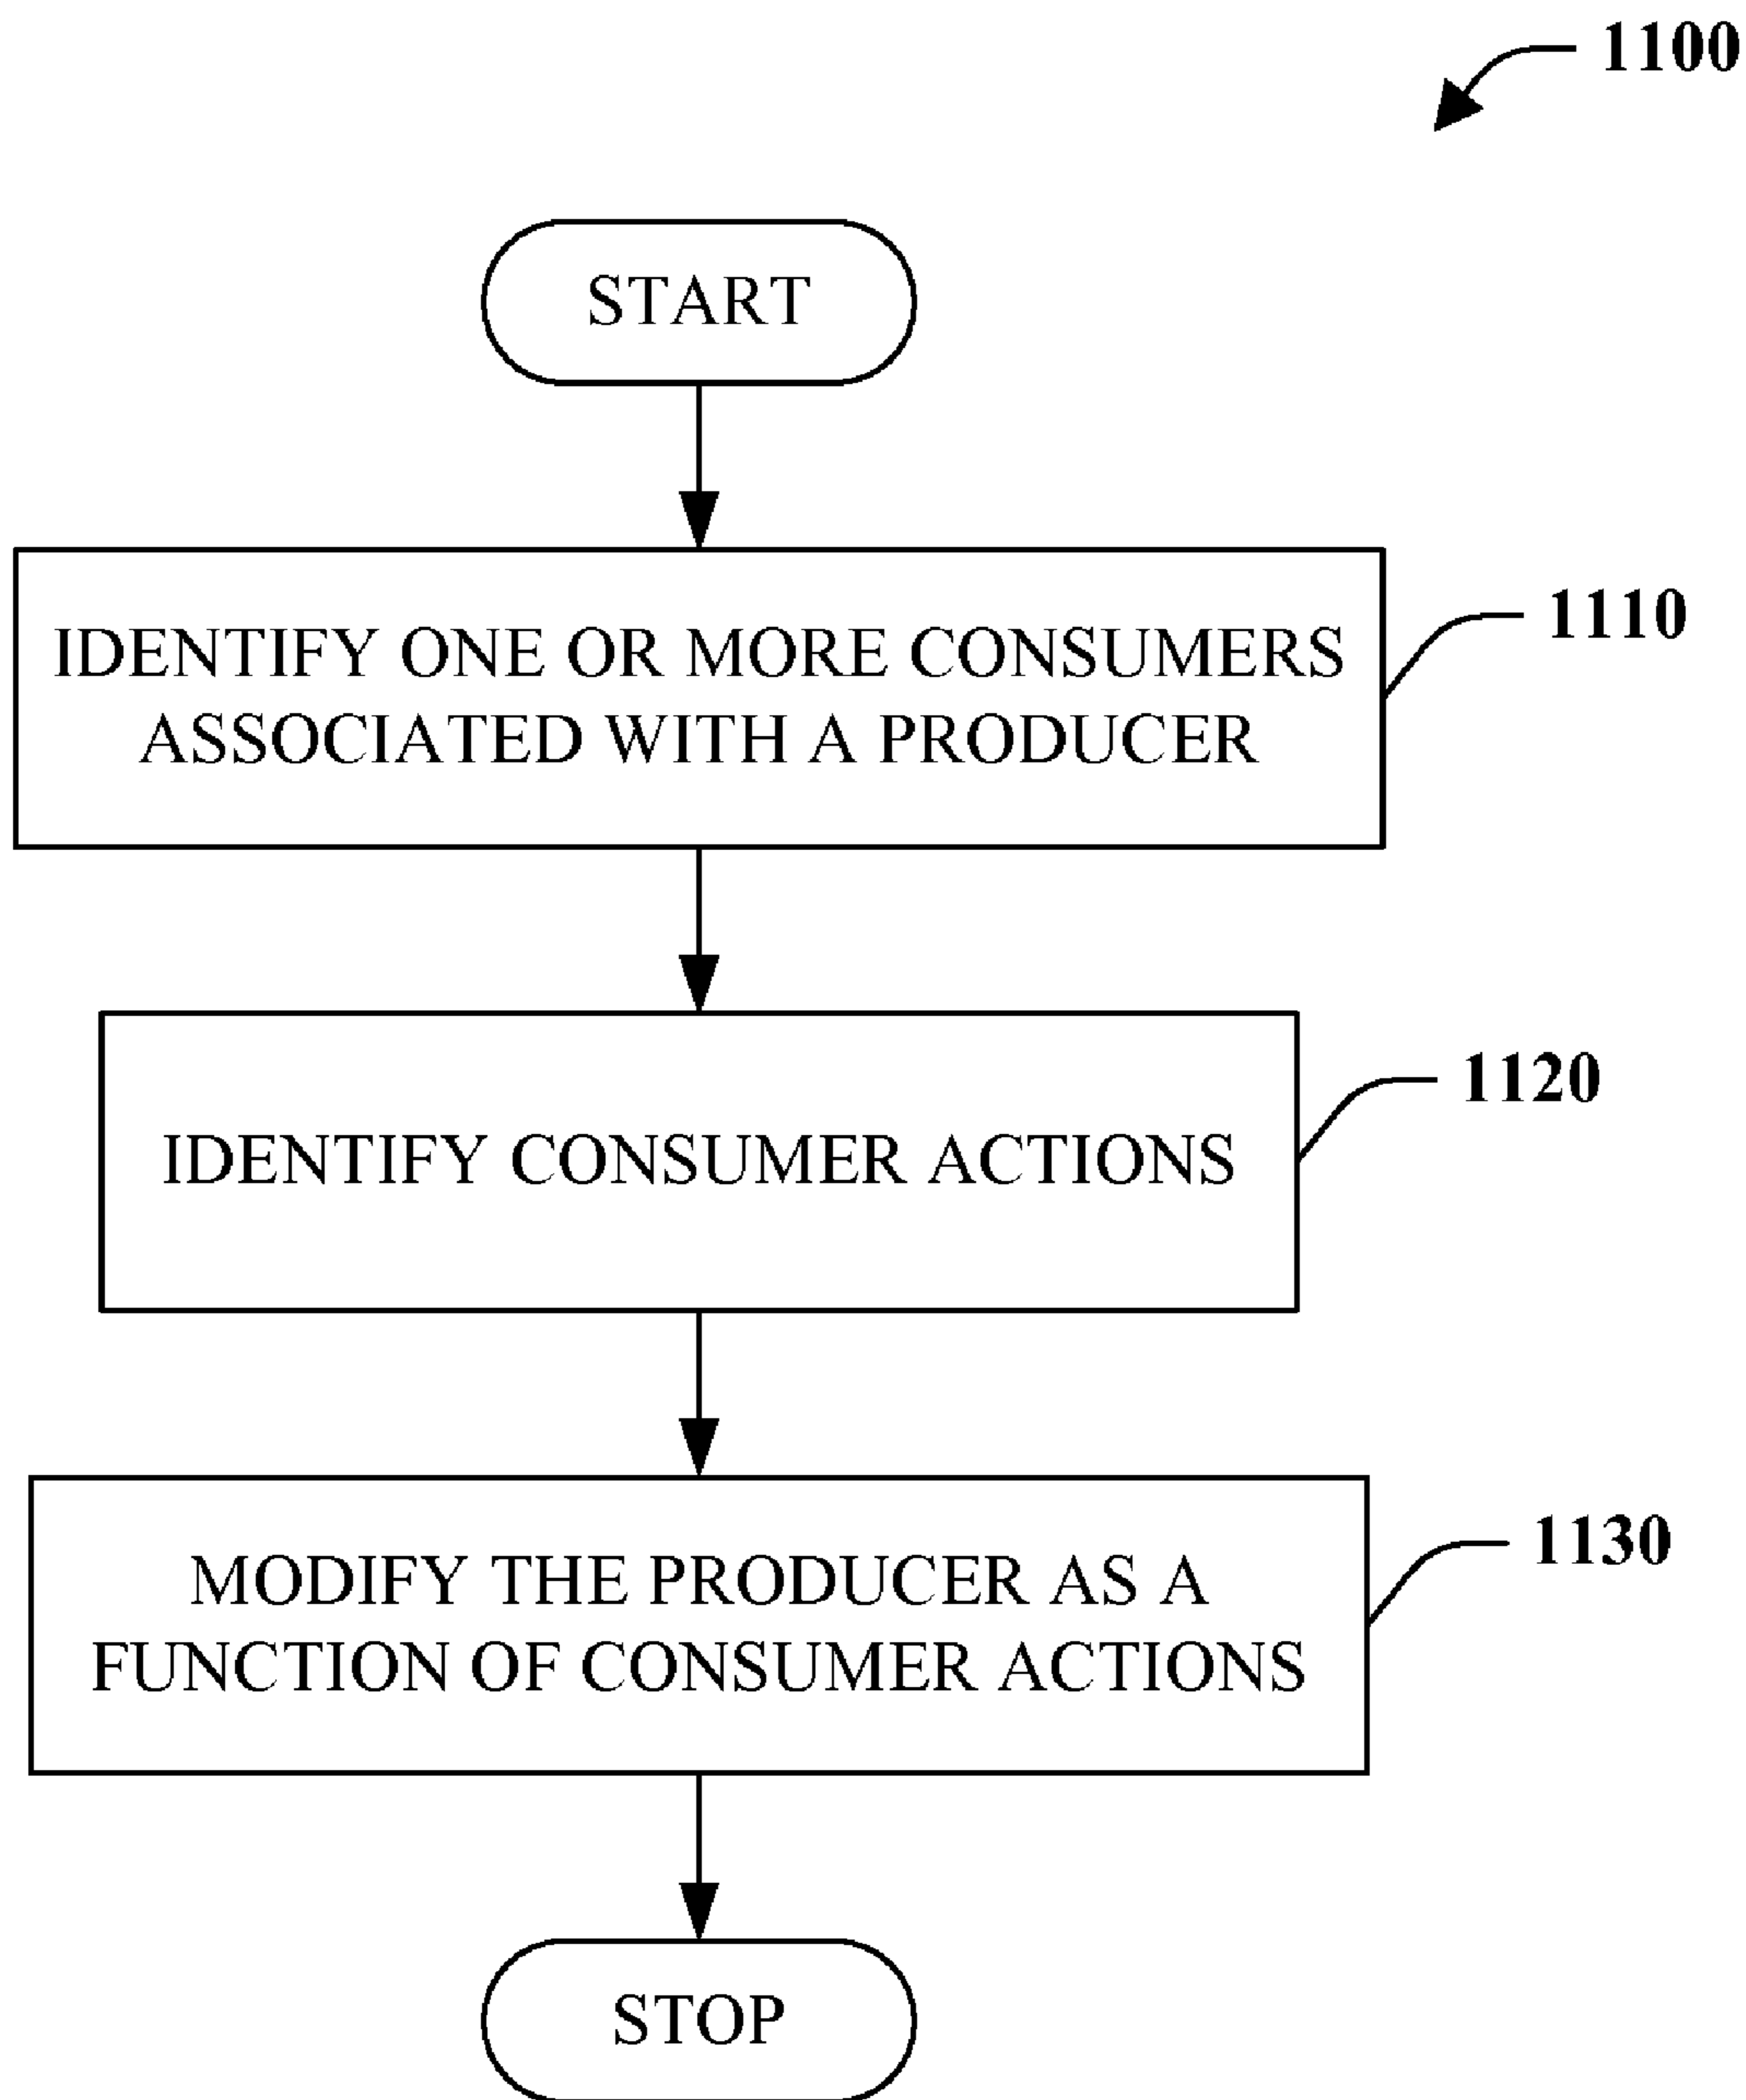 1100
START
IDENTIFY ONE OR MORE CONSUMERS
ASSOCIATED WITH A PRODUCER
1110
IDENTIFY CONSUMER ACTIONS
1120
MODIFY THE PRODUCER AS A
FUNCTION OF CONSUMER ACTIONS
1130
STOP